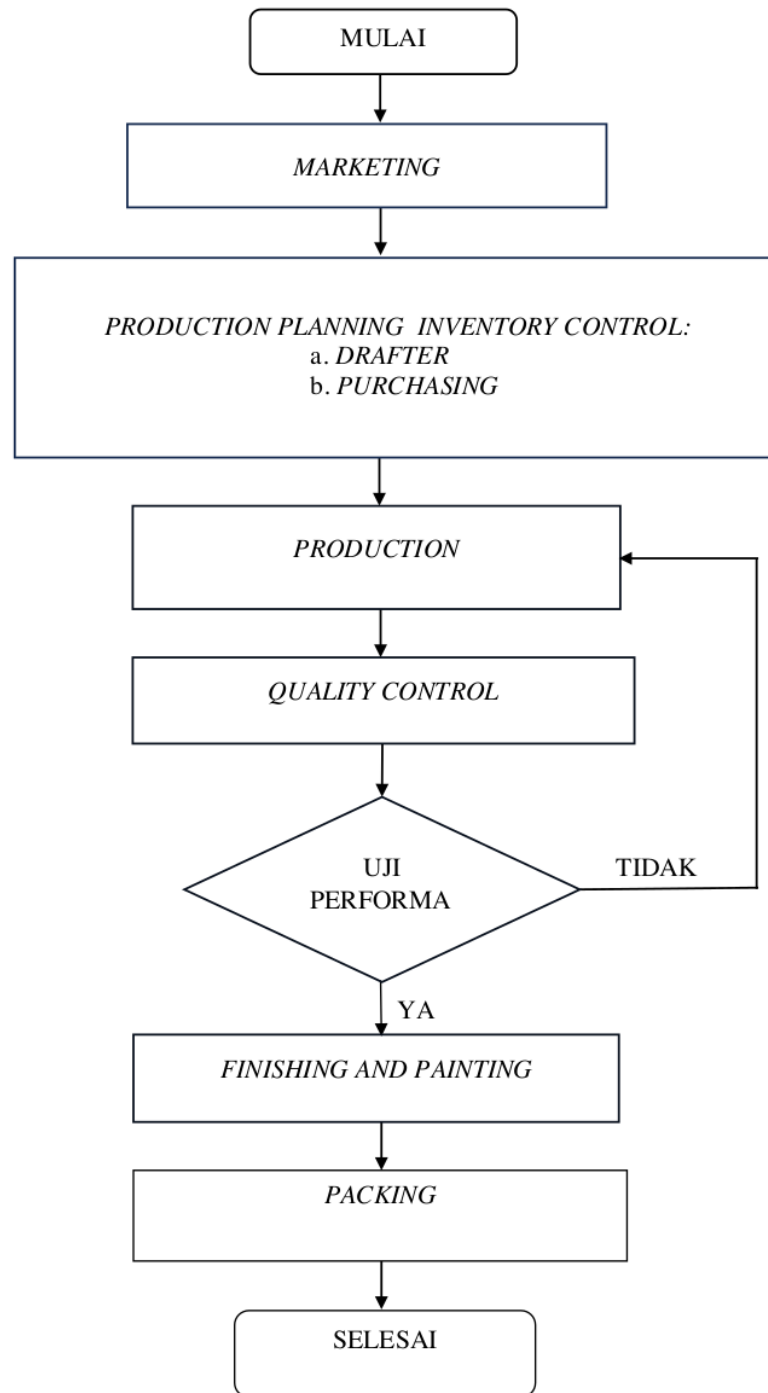 MULAI
MARKETING
PRODUCTION PLANNING INVENTORY CONTROL:
a. DRAFTER
b. PURCHASING
PRODUCTION
QUALITY CONTROL
UJI
PERFORMA
TIDAK
YA
FINISHING AND PAINTING
PACKING
SELESAI